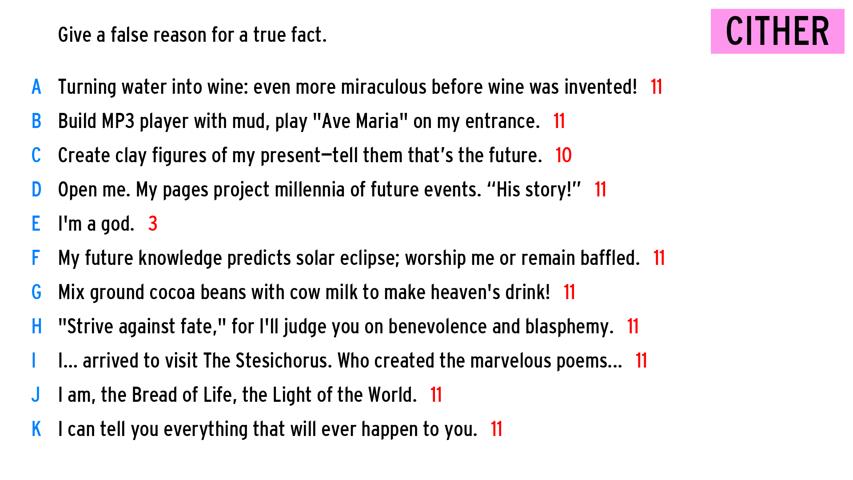 Give a false reason for a true fact.
CITHER
A Turning water into wine: even more miraculous before wine was invented! 11
B Build MP3 player with mud, play "Ave Maria" on my entrance. 11
C Create clay figures of my present—tell them that's the future. 10
D Open me. My pages project millennia of future events. “His story!” 11
E I'm a god. 3
F My future knowledge predicts solar eclipse; worship me or remain baffled. 11
G Mix ground cocoa beans with cow milk to make heaven's drink! 11
H "Strive against fate," for I'll judge you on benevolence and blasphemy. 11
I I... arrived to visit The Stesichorus. Who created the marvelous poems... 11
J I am, the Bread of Life, the Light of the World. 11
K I can tell you everything that will ever happen to you. 11